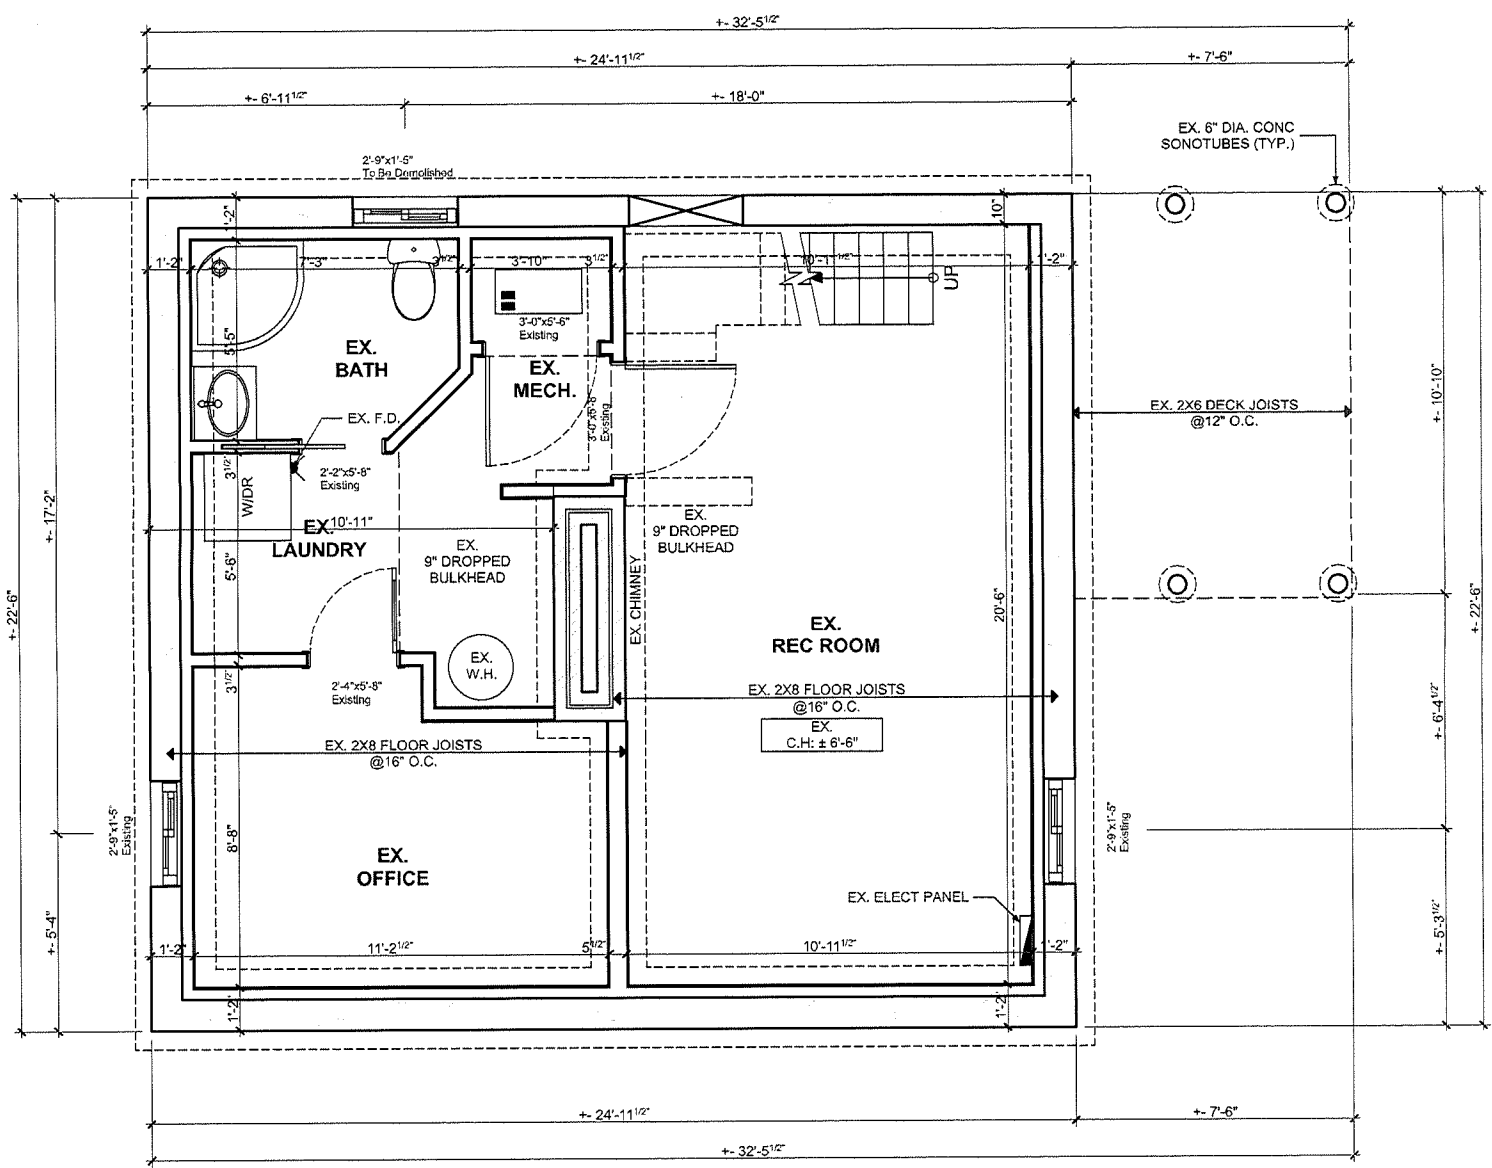 +- 32'-5 1/2"
+- 24'-11 1/2"
+- 7'-6"
+- 6'-11 1/2"
+- 18'-0"
EX. 6" DIA. CONC
SONOTUBES (TYP.)
2'-9"x1'-5"
To Be Demolished
1'-2"
10"
1'-2"
7'-3"
3 1/2"
3'-10"
3 1/2"
10'-11 1/2"
1'-2"
UP
3'-0"x5'-6"
Existing
5'-5"
EX.
BATH
EX.
MECH.
3'-0"x5'-8"
Existing
EX. F.D.
EX. 2X6 DECK JOISTS
@12" O.C.
+- 10'-10"
3 1/2"
W/DR
2'-2"x5'-8"
Existing
+- 17'-2"
EX.
LAUNDRY
10'-11"
EX.
9" DROPPED
BULKHEAD
EX.
9" DROPPED
BULKHEAD
5'-6"
EX. CHIMNEY
+- 22'-6"
20'-6"
+- 22'-6"
EX.
REC ROOM
EX.
W.H.
3 1/2"
2'-4"x5'-8"
Existing
EX. 2X8 FLOOR JOISTS
@16" O.C.
+- 6'-4 1/2"
EX.
C.H: ± 6'-6"
EX. 2X8 FLOOR JOISTS
@16" O.C.
2'-9"x1'-5"
Existing
8'-8"
2'-9"x1'-5"
Existing
EX.
OFFICE
EX. ELECT PANEL
+- 5'-4"
+- 5'-3 1/2"
1'-2"
11'-2 1/2"
5 1/2"
10'-11 1/2"
1'-2"
1'-2"
1'-2"
+- 24'-11 1/2"
+- 7'-6"
+- 32'-5 1/2"